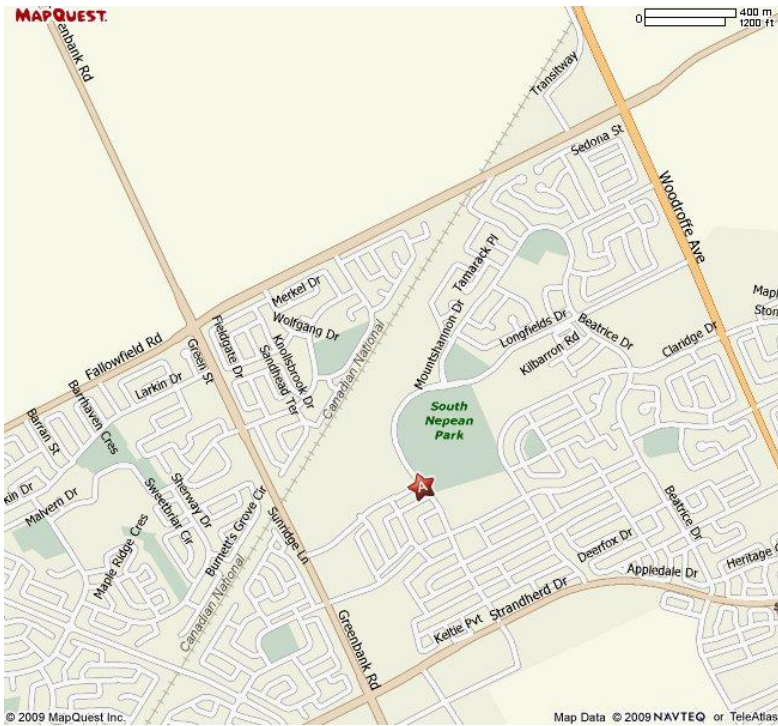 MAPQUEST.
0 400 m
1200 ft
Greenbank Rd
Transitway
Sedona St
Woodroffe Ave
Tamarack Pl
Merkel Dr
Mountshannon Dr
Wolfgang Dr
Longfields Dr
Beatrice Dr
Fieldgate Dr
Kilbarron Rd
Claridge Dr
Fallowfield Rd
Green St
Knollsbrook Dr
Sandhead Ter
Canadian National
Larkin Dr
Barrhaven Cres
Barran St
South
Nepean
Park
A
Malvern Dr
Sherway Dr
Sweetbriar Cir
Burnett's Grove Cir
Sunridge Ln
Beatrice Dr
Maple Ridge Cres
Deerfox Dr
Appledale Dr
Heritage
Canadian National
Strandherd Dr
Keltie Pvt
Greenbank Rd
© 2009 MapQuest Inc.
Map Data © 2009 NAVTEQ or TeleAtlas